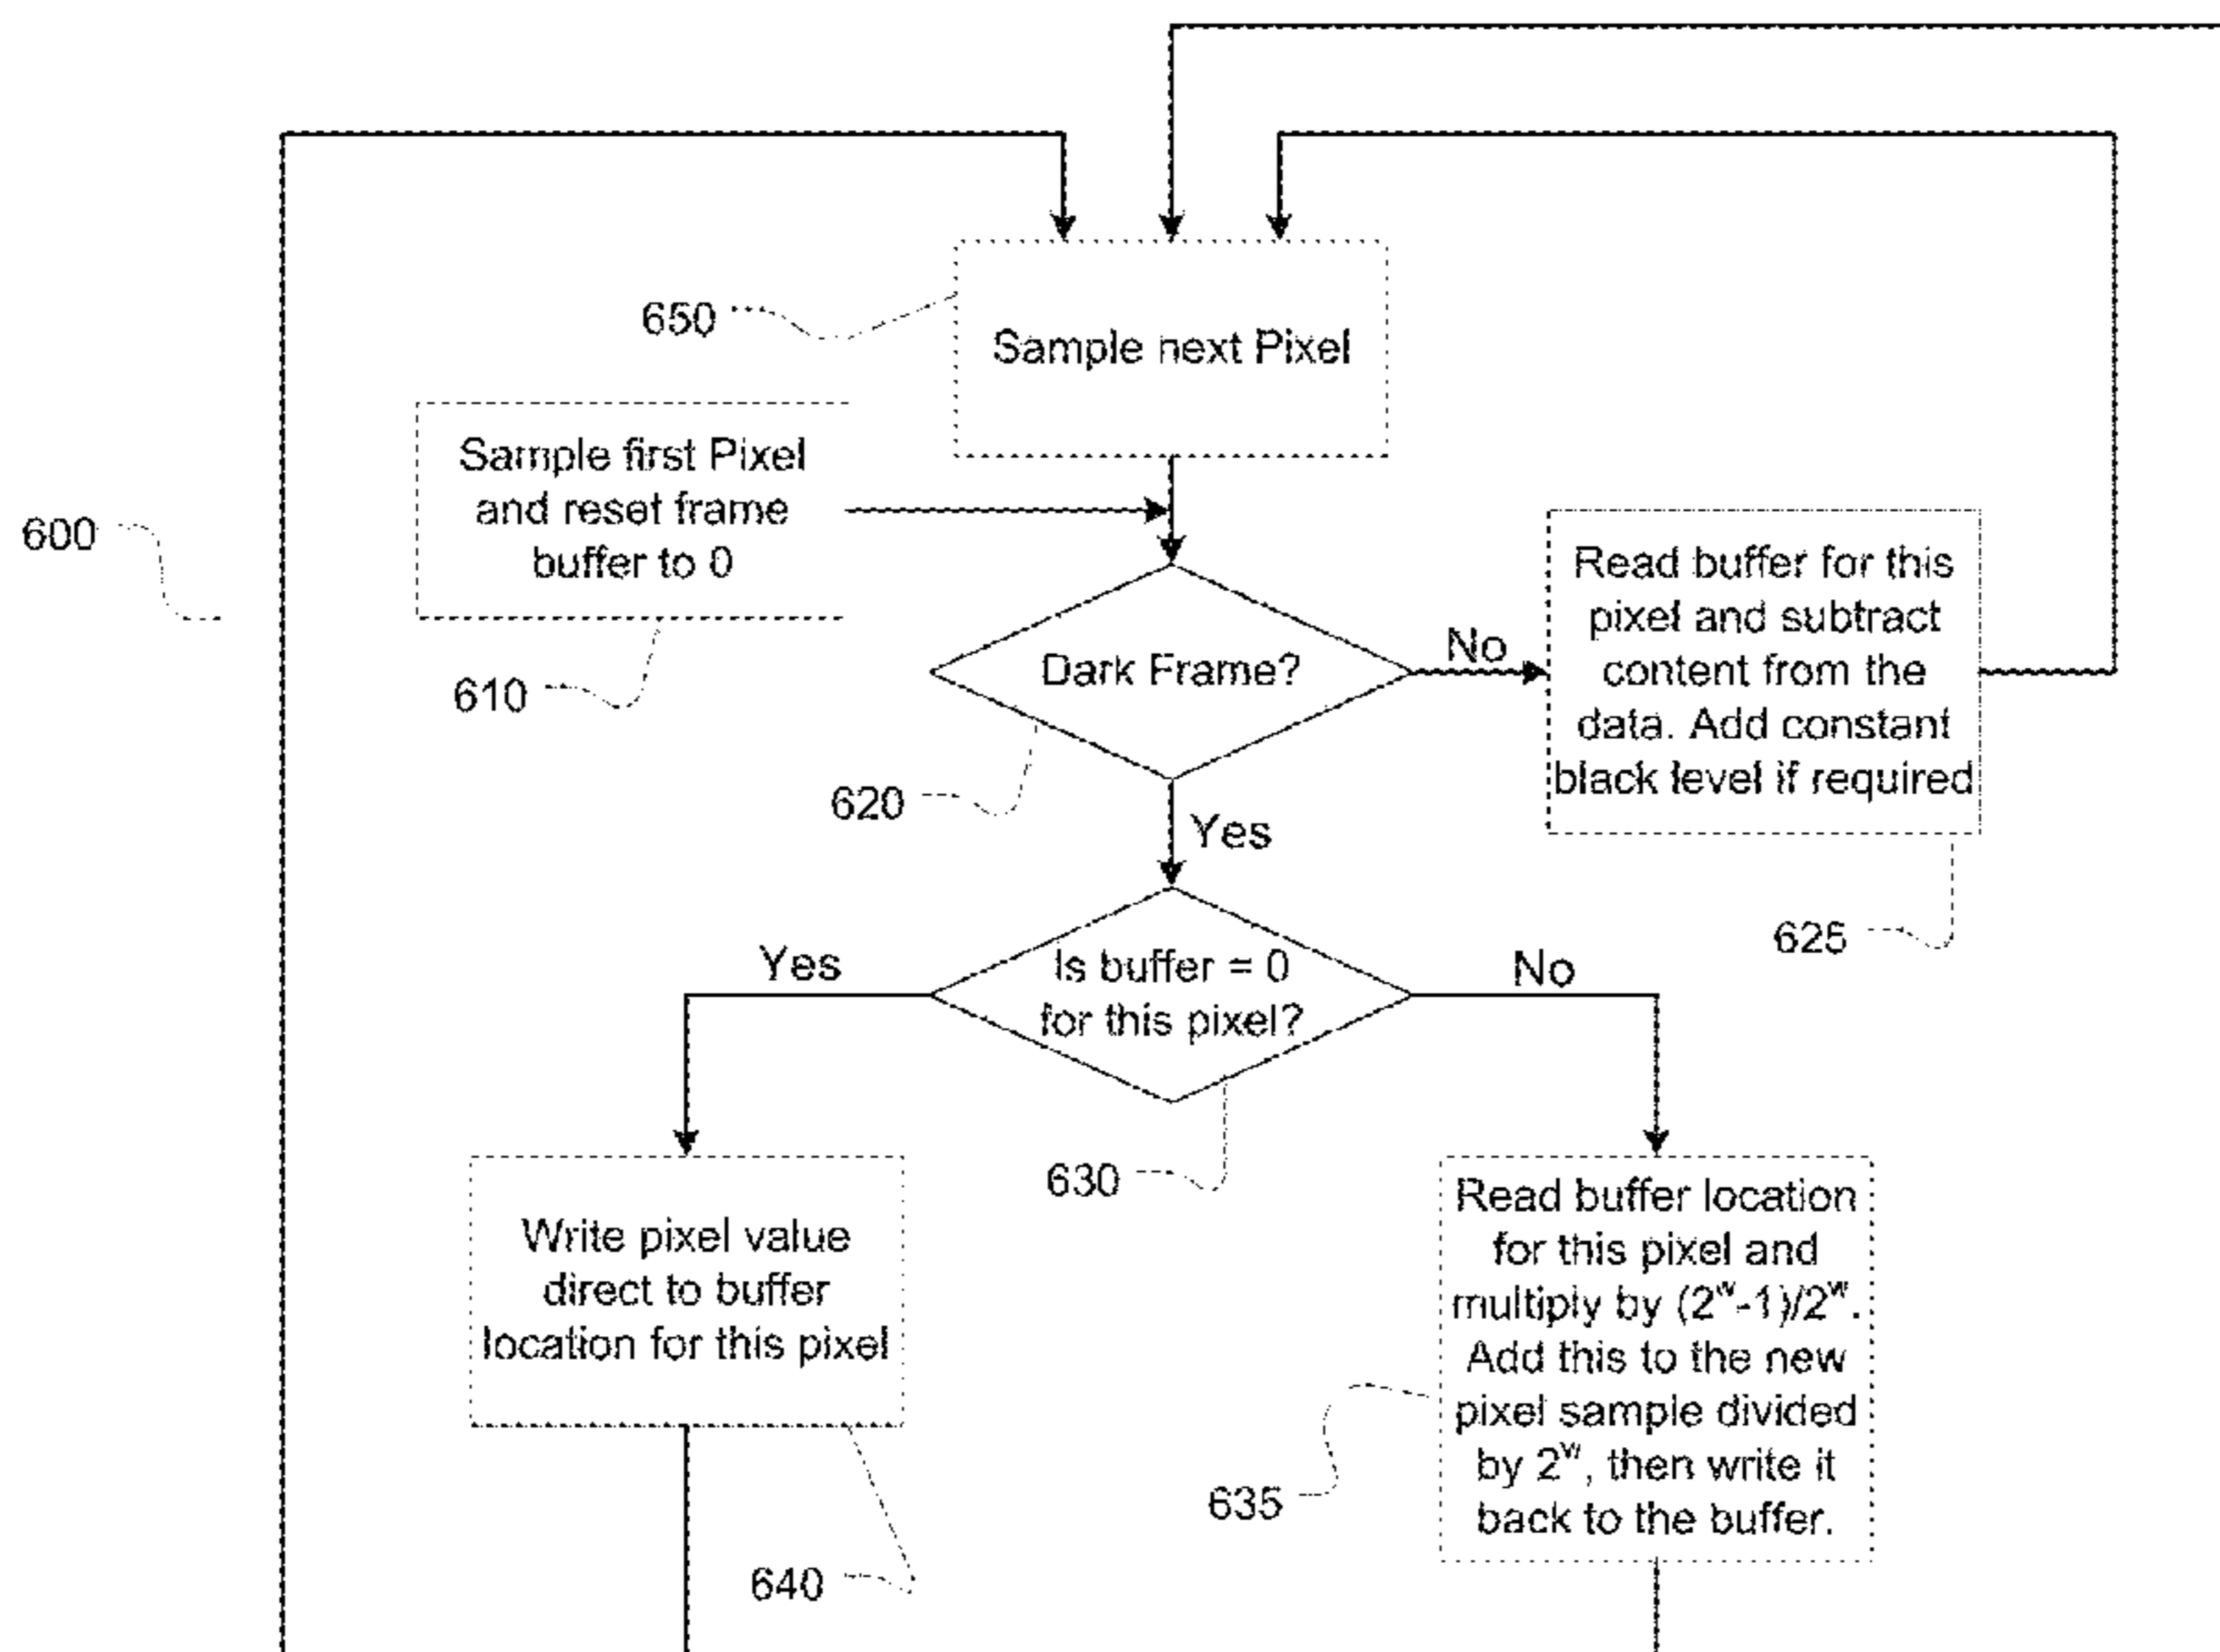 650
Sample next Pixel
Sample first Pixel
and reset frame
buffer to 0
600
610
Dark Frame?
No
Read buffer for this
pixel and subtract
content from the
data. Add constant
black level if required
620
Yes
625
Is buffer = 0
for this pixel?
Yes
No
630
Write pixel value
direct to buffer
location for this pixel
640
Read buffer location
for this pixel and
multiply by (2ʷ-1)/2ʷ.
Add this to the new
pixel sample divided
by 2ʷ, then write it
back to the buffer.
635